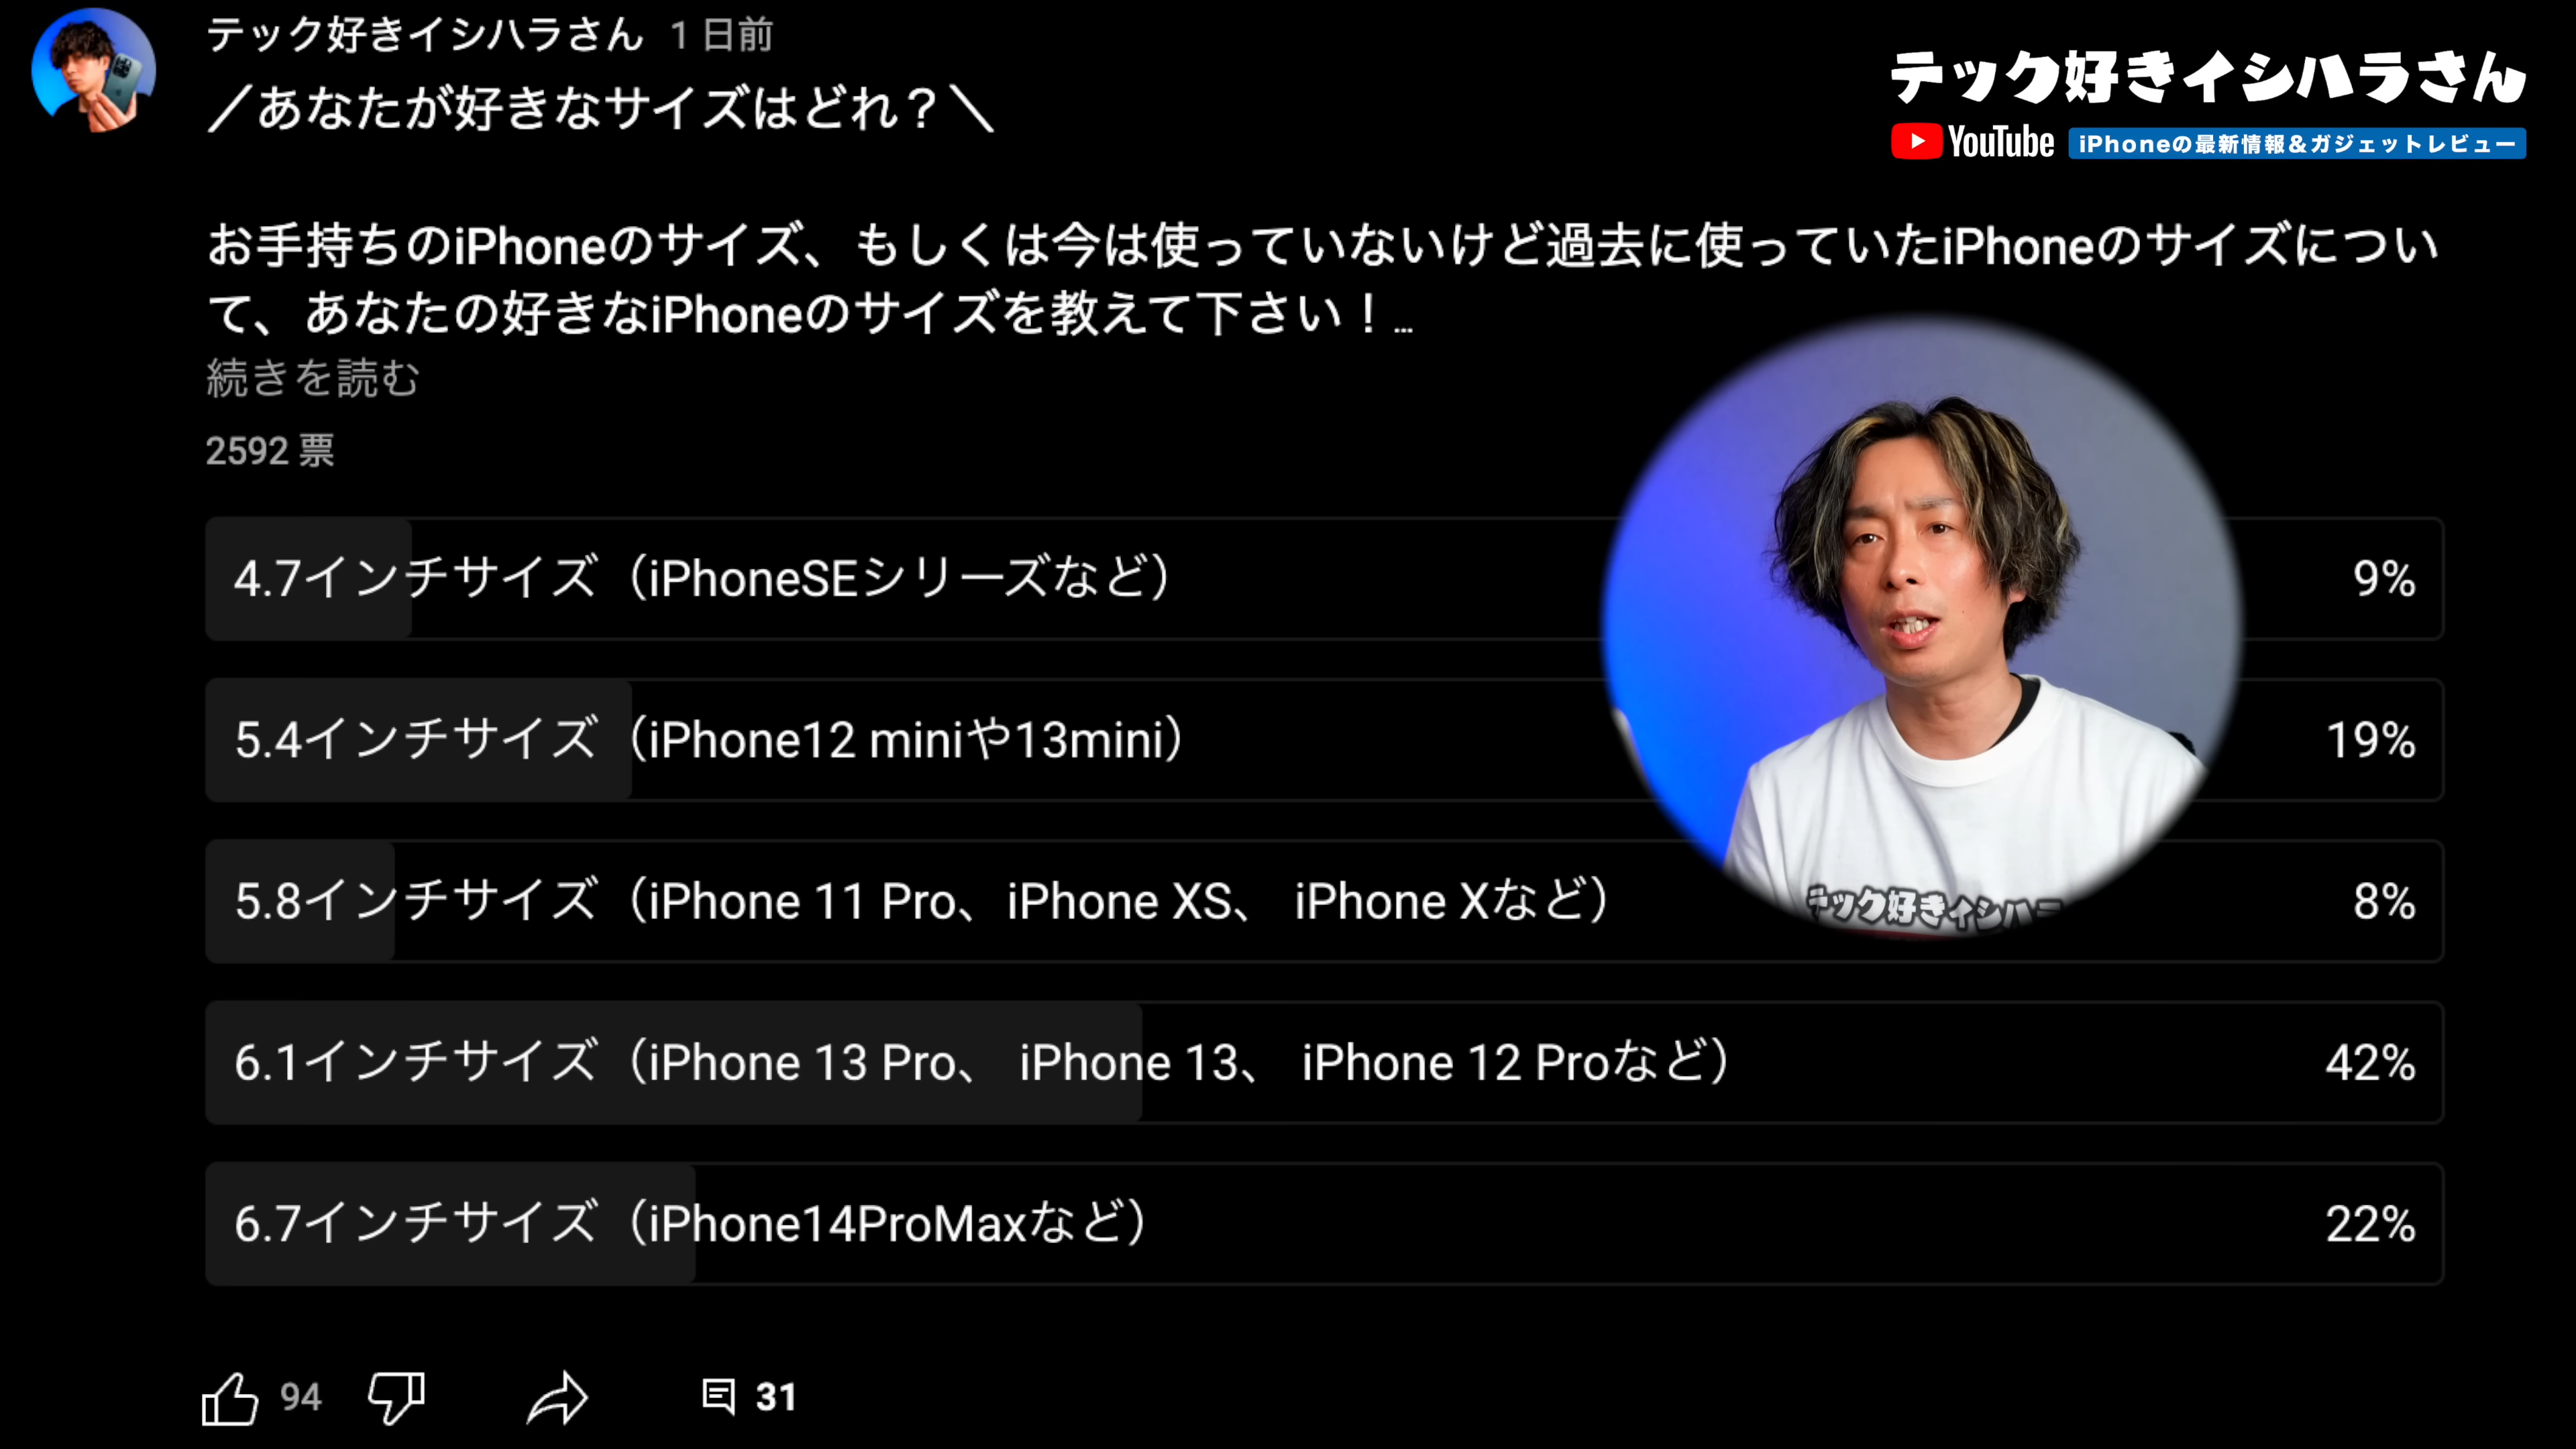 テック好きイシハラさん 1 日前
／あなたが好きなサイズはどれ？＼
テック好きイシハラさん
YouTube iPhoneの最新情報&ガジェットレビュー
お手持ちのiPhoneのサイズ、もしくは今は使っていないけど過去に使っていたiPhoneのサイズについ
て、あなたの好きなiPhoneのサイズを教えて下さい！...
続きを読む
2592 票
4.7インチサイズ（iPhoneSEシリーズなど） 9%
5.4インチサイズ（iPhone12 miniや13mini） 19%
5.8インチサイズ（iPhone 11 Pro、iPhone XS、 iPhone Xなど） 8%
テック好きイシハラ
6.1インチサイズ（iPhone 13 Pro、 iPhone 13、 iPhone 12 Proなど） 42%
6.7インチサイズ（iPhone14ProMaxなど） 22%
94 31